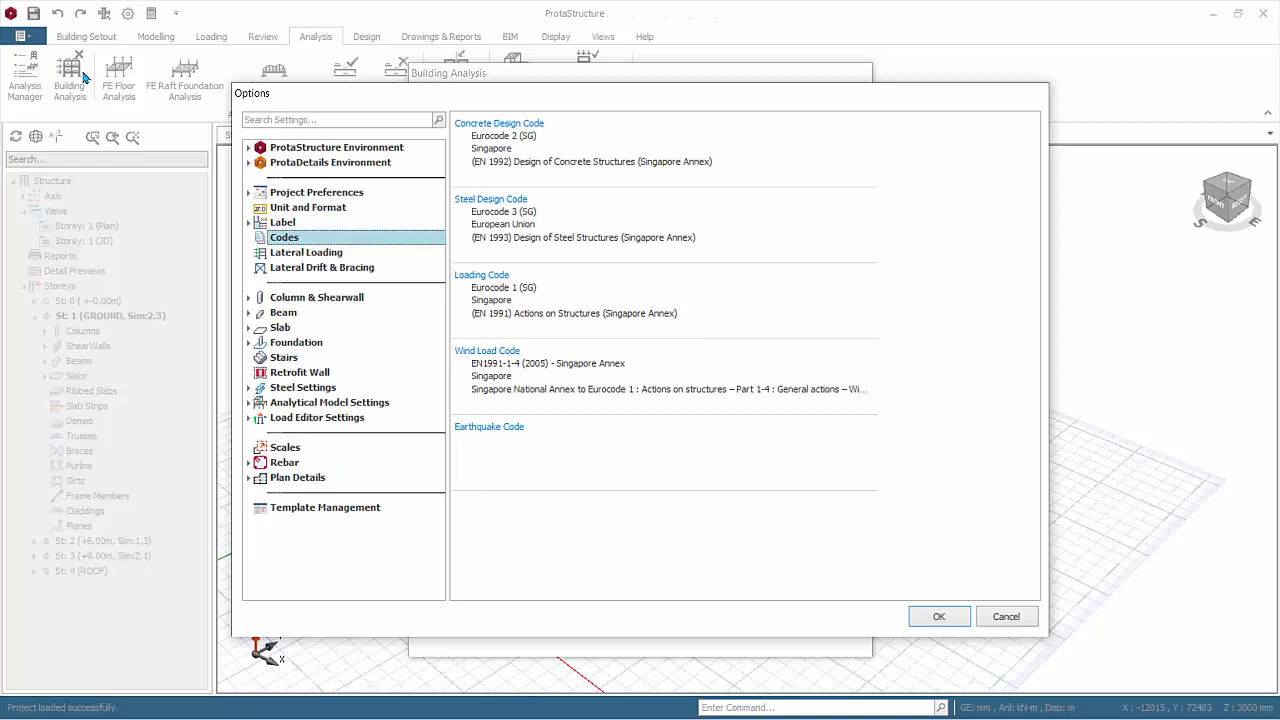 ProtaStructure
Building Setout
Modelling
Loading
Review
Analysis
Design
Drawings & Reports
BIM
Display
Views
Help
Analysis
Manager
Building
Analysis
FE Floor
Analysis
FE Raft Foundation
Analysis
Building Analysis
Options
Search Settings...
ProtaStructure Environment
ProtaDetails Environment
Project Preferences
Unit and Format
Label
Codes
Lateral Loading
Lateral Drift & Bracing
Column & Shearwall
Beam
Slab
Foundation
Stairs
Retrofit Wall
Steel Settings
Analytical Model Settings
Load Editor Settings
Scales
Rebar
Plan Details
Template Management
Concrete Design Code
Eurocode 2 (SG)
Singapore
(EN 1992) Design of Concrete Structures (Singapore Annex)
Steel Design Code
Eurocode 3 (SG)
European Union
(EN 1993) Design of Steel Structures (Singapore Annex)
Loading Code
Eurocode 1 (SG)
Singapore
(EN 1991) Actions on Structures (Singapore Annex)
Wind Load Code
EN1991-1-4 (2005) - Singapore Annex
Singapore
Singapore National Annex to Eurocode 1 : Actions on structures – Part 1-4 : General actions – Wi...
Earthquake Code
OK
Cancel
Search...
Structure
Axis
Views
Storey: 1 (Plan)
Storey: 1 (3D)
Reports
Detail Previews
Storeys
St: 0 ( +-0.00m)
St: 1 (GROUND, Sim:2,3)
Columns
ShearWalls
Beams
Slabs
Ribbed Slabs
Slab Strips
Domes
Trusses
Braces
Purlins
Girts
Frame Members
Claddings
Planes
St: 2 (+6.00m, Sim:1,3)
St: 3 (+9.00m, Sim:2,1)
St: 4 (ROOF)
FRONT
RIGHT
S
E
X
Project loaded successfully.
Enter Command...
GE: mm , Anl: kN-m , Disp: m
X : -12015 , Y : 72483
Z : 3000 mm